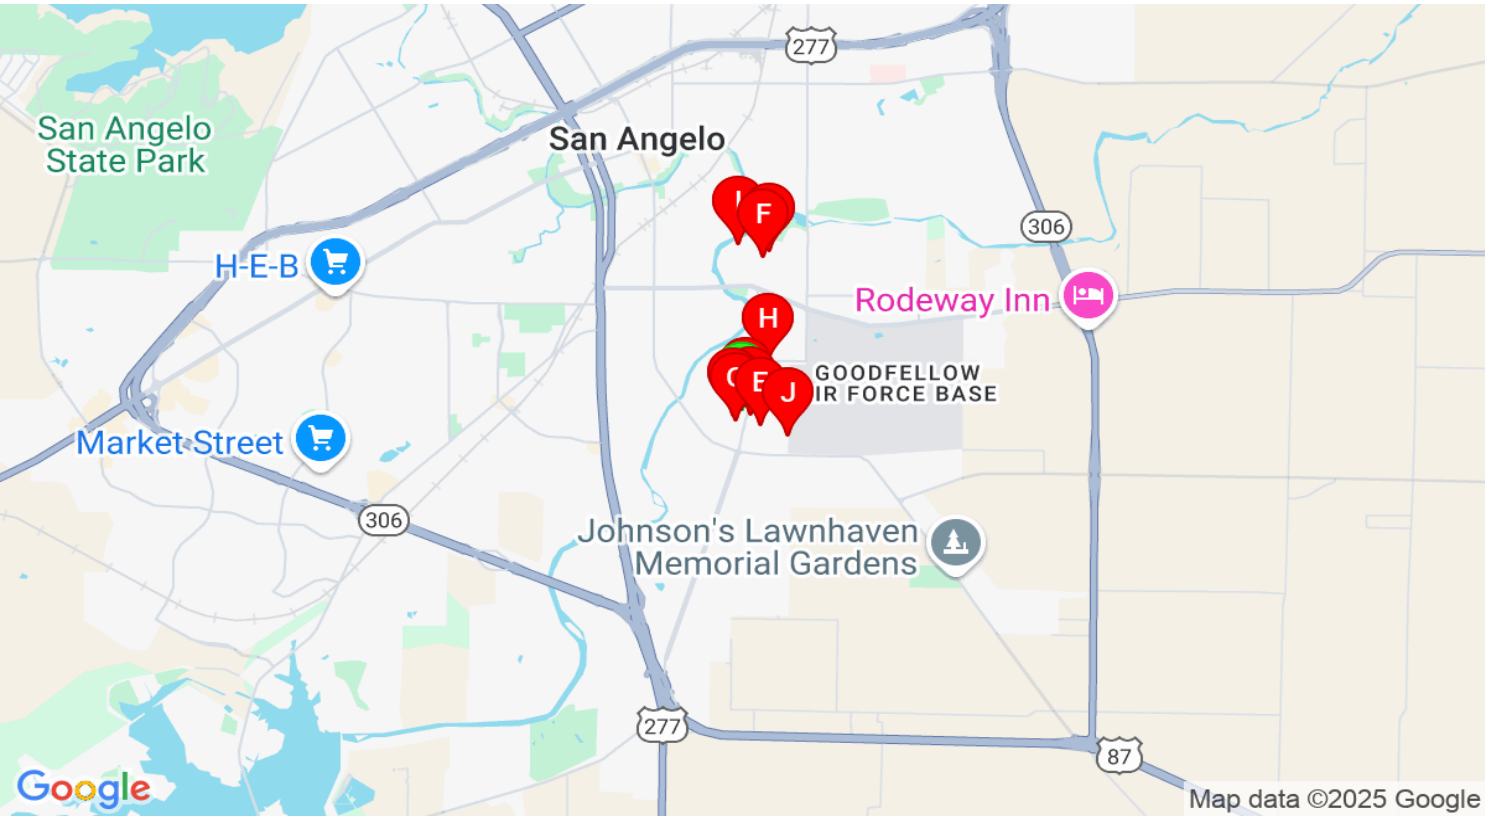 277
San Angelo
State Park
San Angelo
F
306
H-E-B
Rodeway Inn
H
GOODFELLOW
IR FORCE BASE
E
J
Market Street
306
Johnson's Lawnhaven
Memorial Gardens
277
87
Google
Map data ©2025 Google